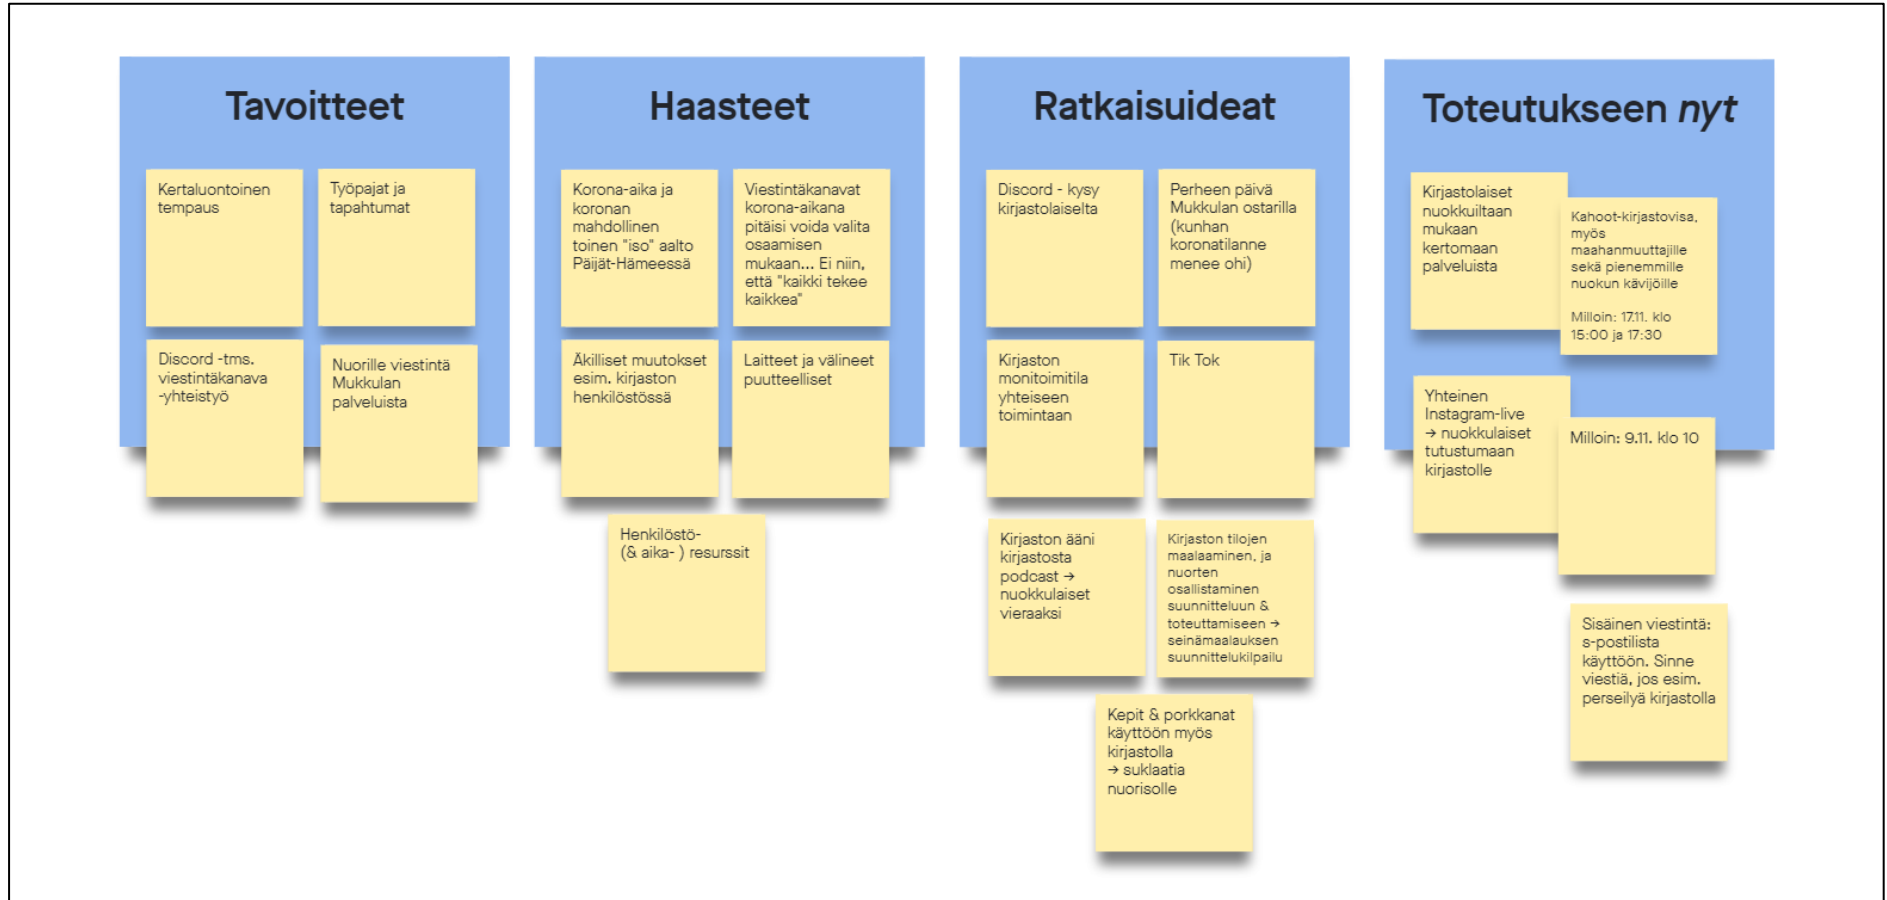 Tavoitteet
Kertaluontoinen
tempaus
Työpajat ja
tapahtumat
Discord -tms.
viestintäkanava
-yhteistyö
Nuorille viestintä
Mukkulan
palveluista
Haasteet
Korona-aika ja
koronan
mahdollinen
toinen "iso" aalto
Päijät-Hämeessä
Viestintäkanavat
korona-aikana
pitäisi voida valita
osaamisen
mukaan... Ei niin,
että "kaikki tekee
kaikkea"
Äkilliset muutokset
esim. kirjaston
henkilöstössä
Laitteet ja välineet
puutteelliset
Henkilöstö-
(& aika- ) resurssit
Ratkaisuideat
Discord - kysy
kirjastolaiselta
Perheen päivä
Mukkulan ostarilla
(kunhan
koronatilanne
menee ohi)
Kirjaston
monitoimitila
yhteiseen
toimintaan
Tik Tok
Kirjaston ääni
kirjastosta
podcast →
nuokkulaiset
vieraaksi
Kirjaston tilojen
maalaaminen, ja
nuorten
osallistaminen
suunnitteluun &
toteuttamiseen →
seinämaalauksen
suunnittelukilpailu
Kepit & porkkanat
käyttöön myös
kirjastolla
→ suklaatia
nuorisolle
Toteutukseen nyt
Kirjastolaiset
nuokkuiltaan
mukaan
kertomaan
palveluista
Kahoot-kirjastovisa,
myös
maahanmuuttajille
sekä pienemmille
nuokun kävijöille
Milloin: 17.11. klo
15:00 ja 17:30
Yhteinen
Instagram-live
→ nuokkulaiset
tutustumaan
kirjastolle
Milloin: 9.11. klo 10
Sisäinen viestintä:
s-postilista
käyttöön. Sinne
viestiä, jos esim.
perseilyä kirjastolla